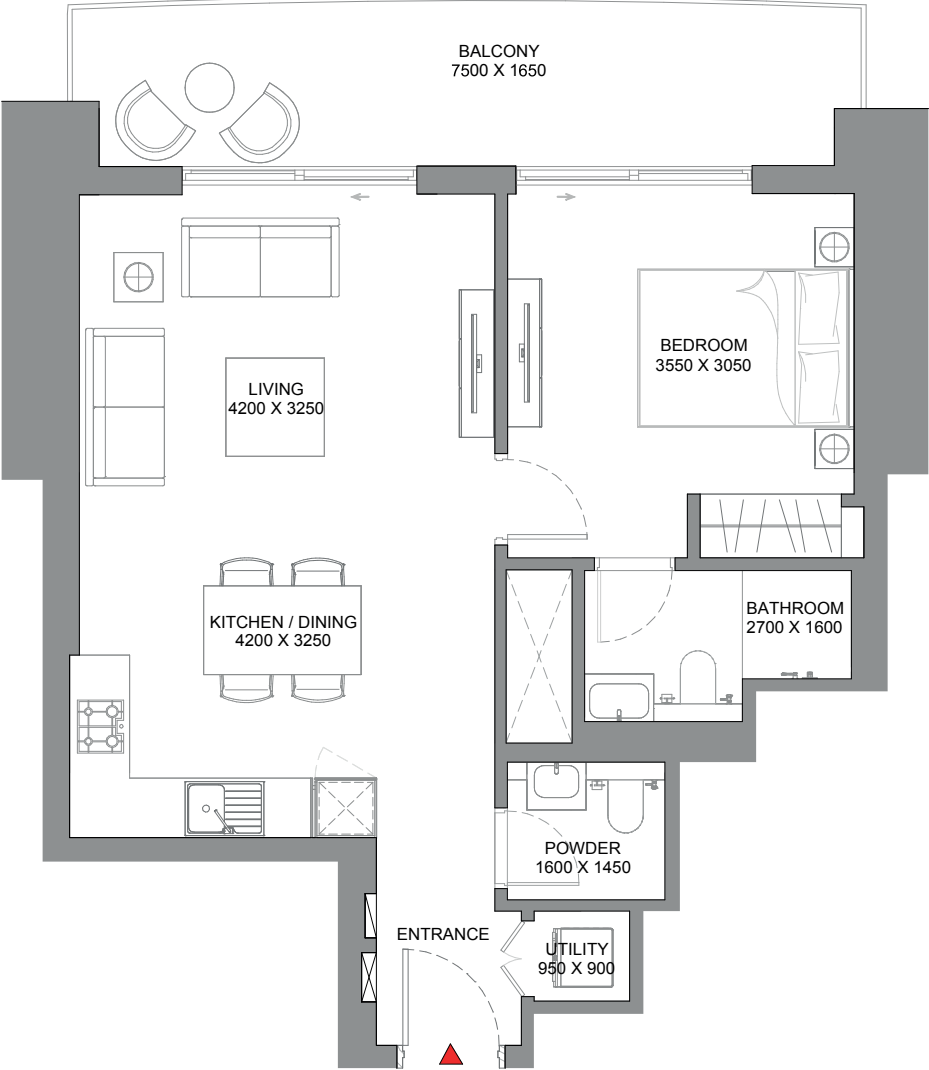 BALCONY
7500 X 1650
BEDROOM
3550 X 3050
LIVING
4200 X 3250
KITCHEN / DINING
4200 X 3250
BATHROOM
2700 X 1600
POWDER
1600 X 1450
ENTRANCE
UTILITY
950 X 900